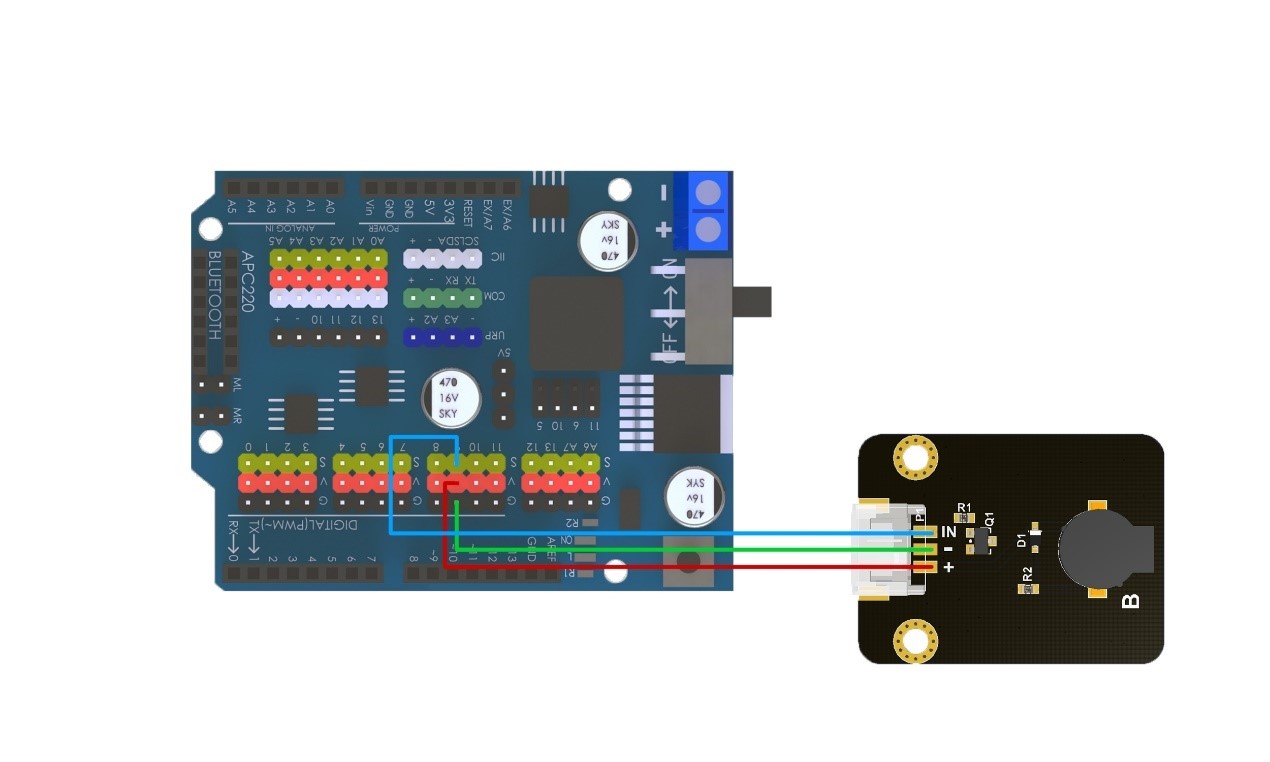 A5 A4 A3 A2 A1 A0 Vin GND GND 5V 3V3 RESET EX/A7 EX/A6
ANALOG IN POWER
-
+
SKY
16v
470
A5 A4 A3 A2 A1 A0 + - SDA SCL
IIC
+ - RX TX
COM
+ - 10 11 12 13 + A2 A3 -
URP
APC220
BLUETOOTH
OFF ON
5V
ML
MR
470
16V
SKY
5 10 6 11
0 1 2 3 4 5 6 7 8 10 11 12 13 A7 A6
S S S S
V V V V
G G G G
SYK
16v
470
RX TX DIGITAL(PWM~)
0 1 2 3 4 5 6 7 8 ~9 ~10 ~11 12 13 GND AREF
R2
ON
L
R1
P1
R1
Q1
IN
-
+
D1
R2
B